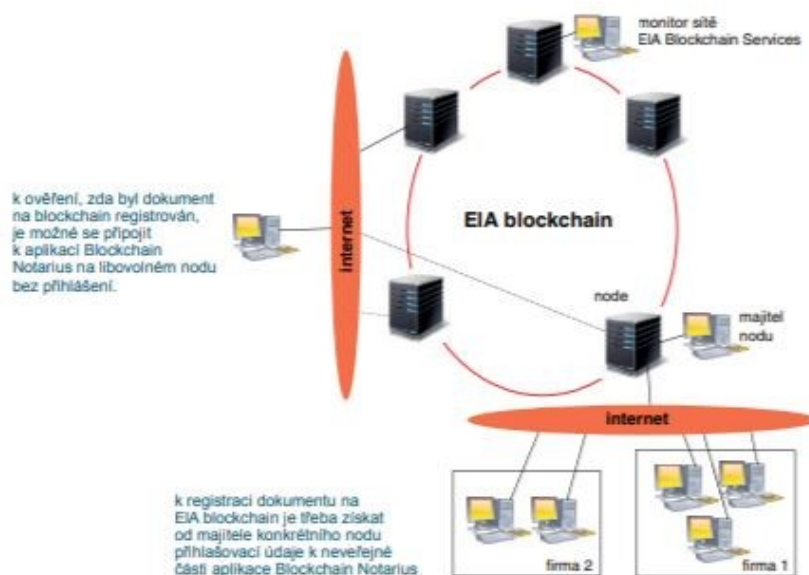 monitor sítě
EIA Blockchain Services
k ověření, zda byl dokument
na blockchain registrován,
je možné se připojit
k aplikací Blockchain
Notarius na libovolném nodu
bez přihlášení.
internet
EIA blockchain
node
majitel
nodu
internet
k registraci dokumentu na
EIA blockchain je třeba získat
od majitele konkrétního nodu
přihlašovací údaje k neveřejné
části aplikace Blockchain Notarius
firma 2
firma 1